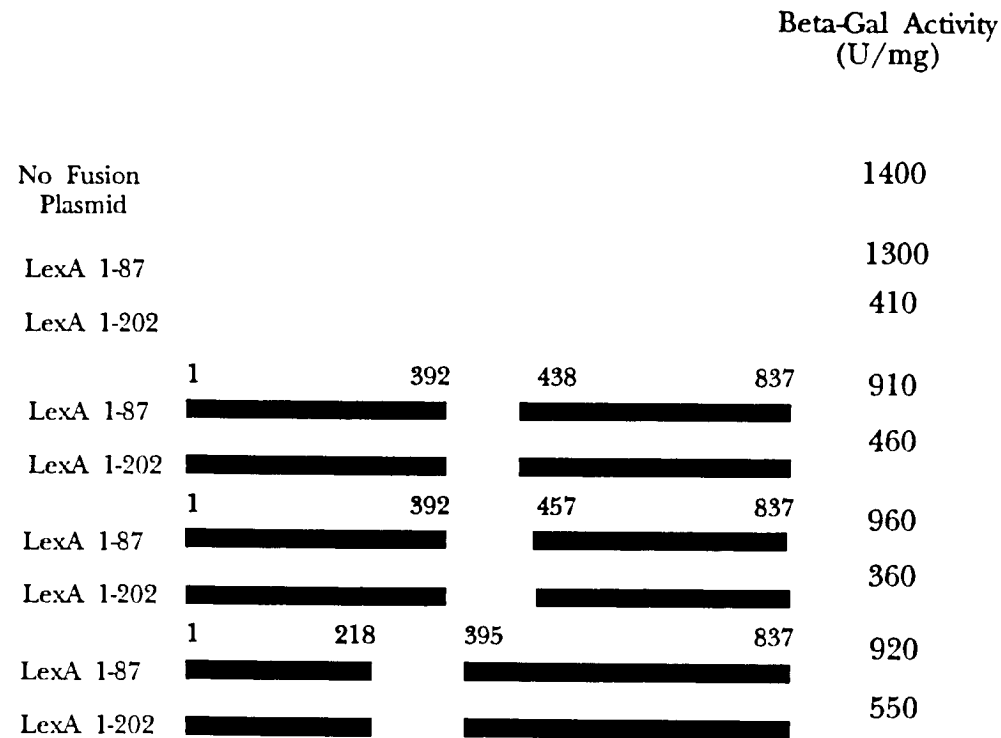 Beta-Gal Activity
(U/mg)
No Fusion
Plasmid
1400
LexA 1-87
1300
LexA 1-202
410
1 392 438 837
LexA 1-87
910
LexA 1-202
460
1 392 457 837
LexA 1-87
960
LexA 1-202
360
1 218 395 837
LexA 1-87
920
LexA 1-202
550